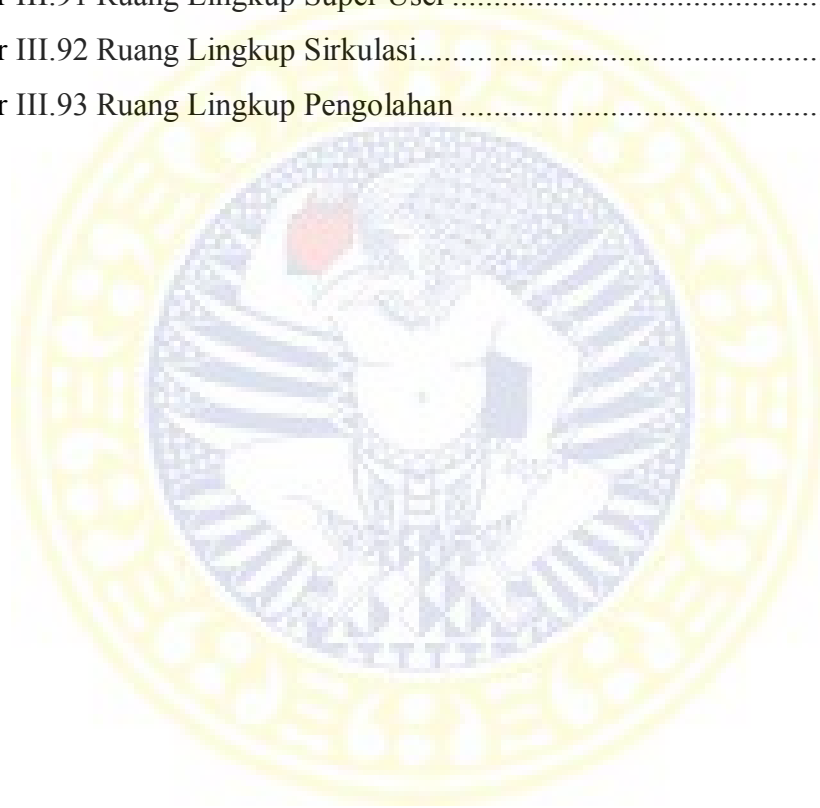 r III.91 Ruang Lingkup Super User ................................................
r III.92 Ruang Lingkup Sirkulasi.....................................................
r III.93 Ruang Lingkup Pengolahan ...............................................